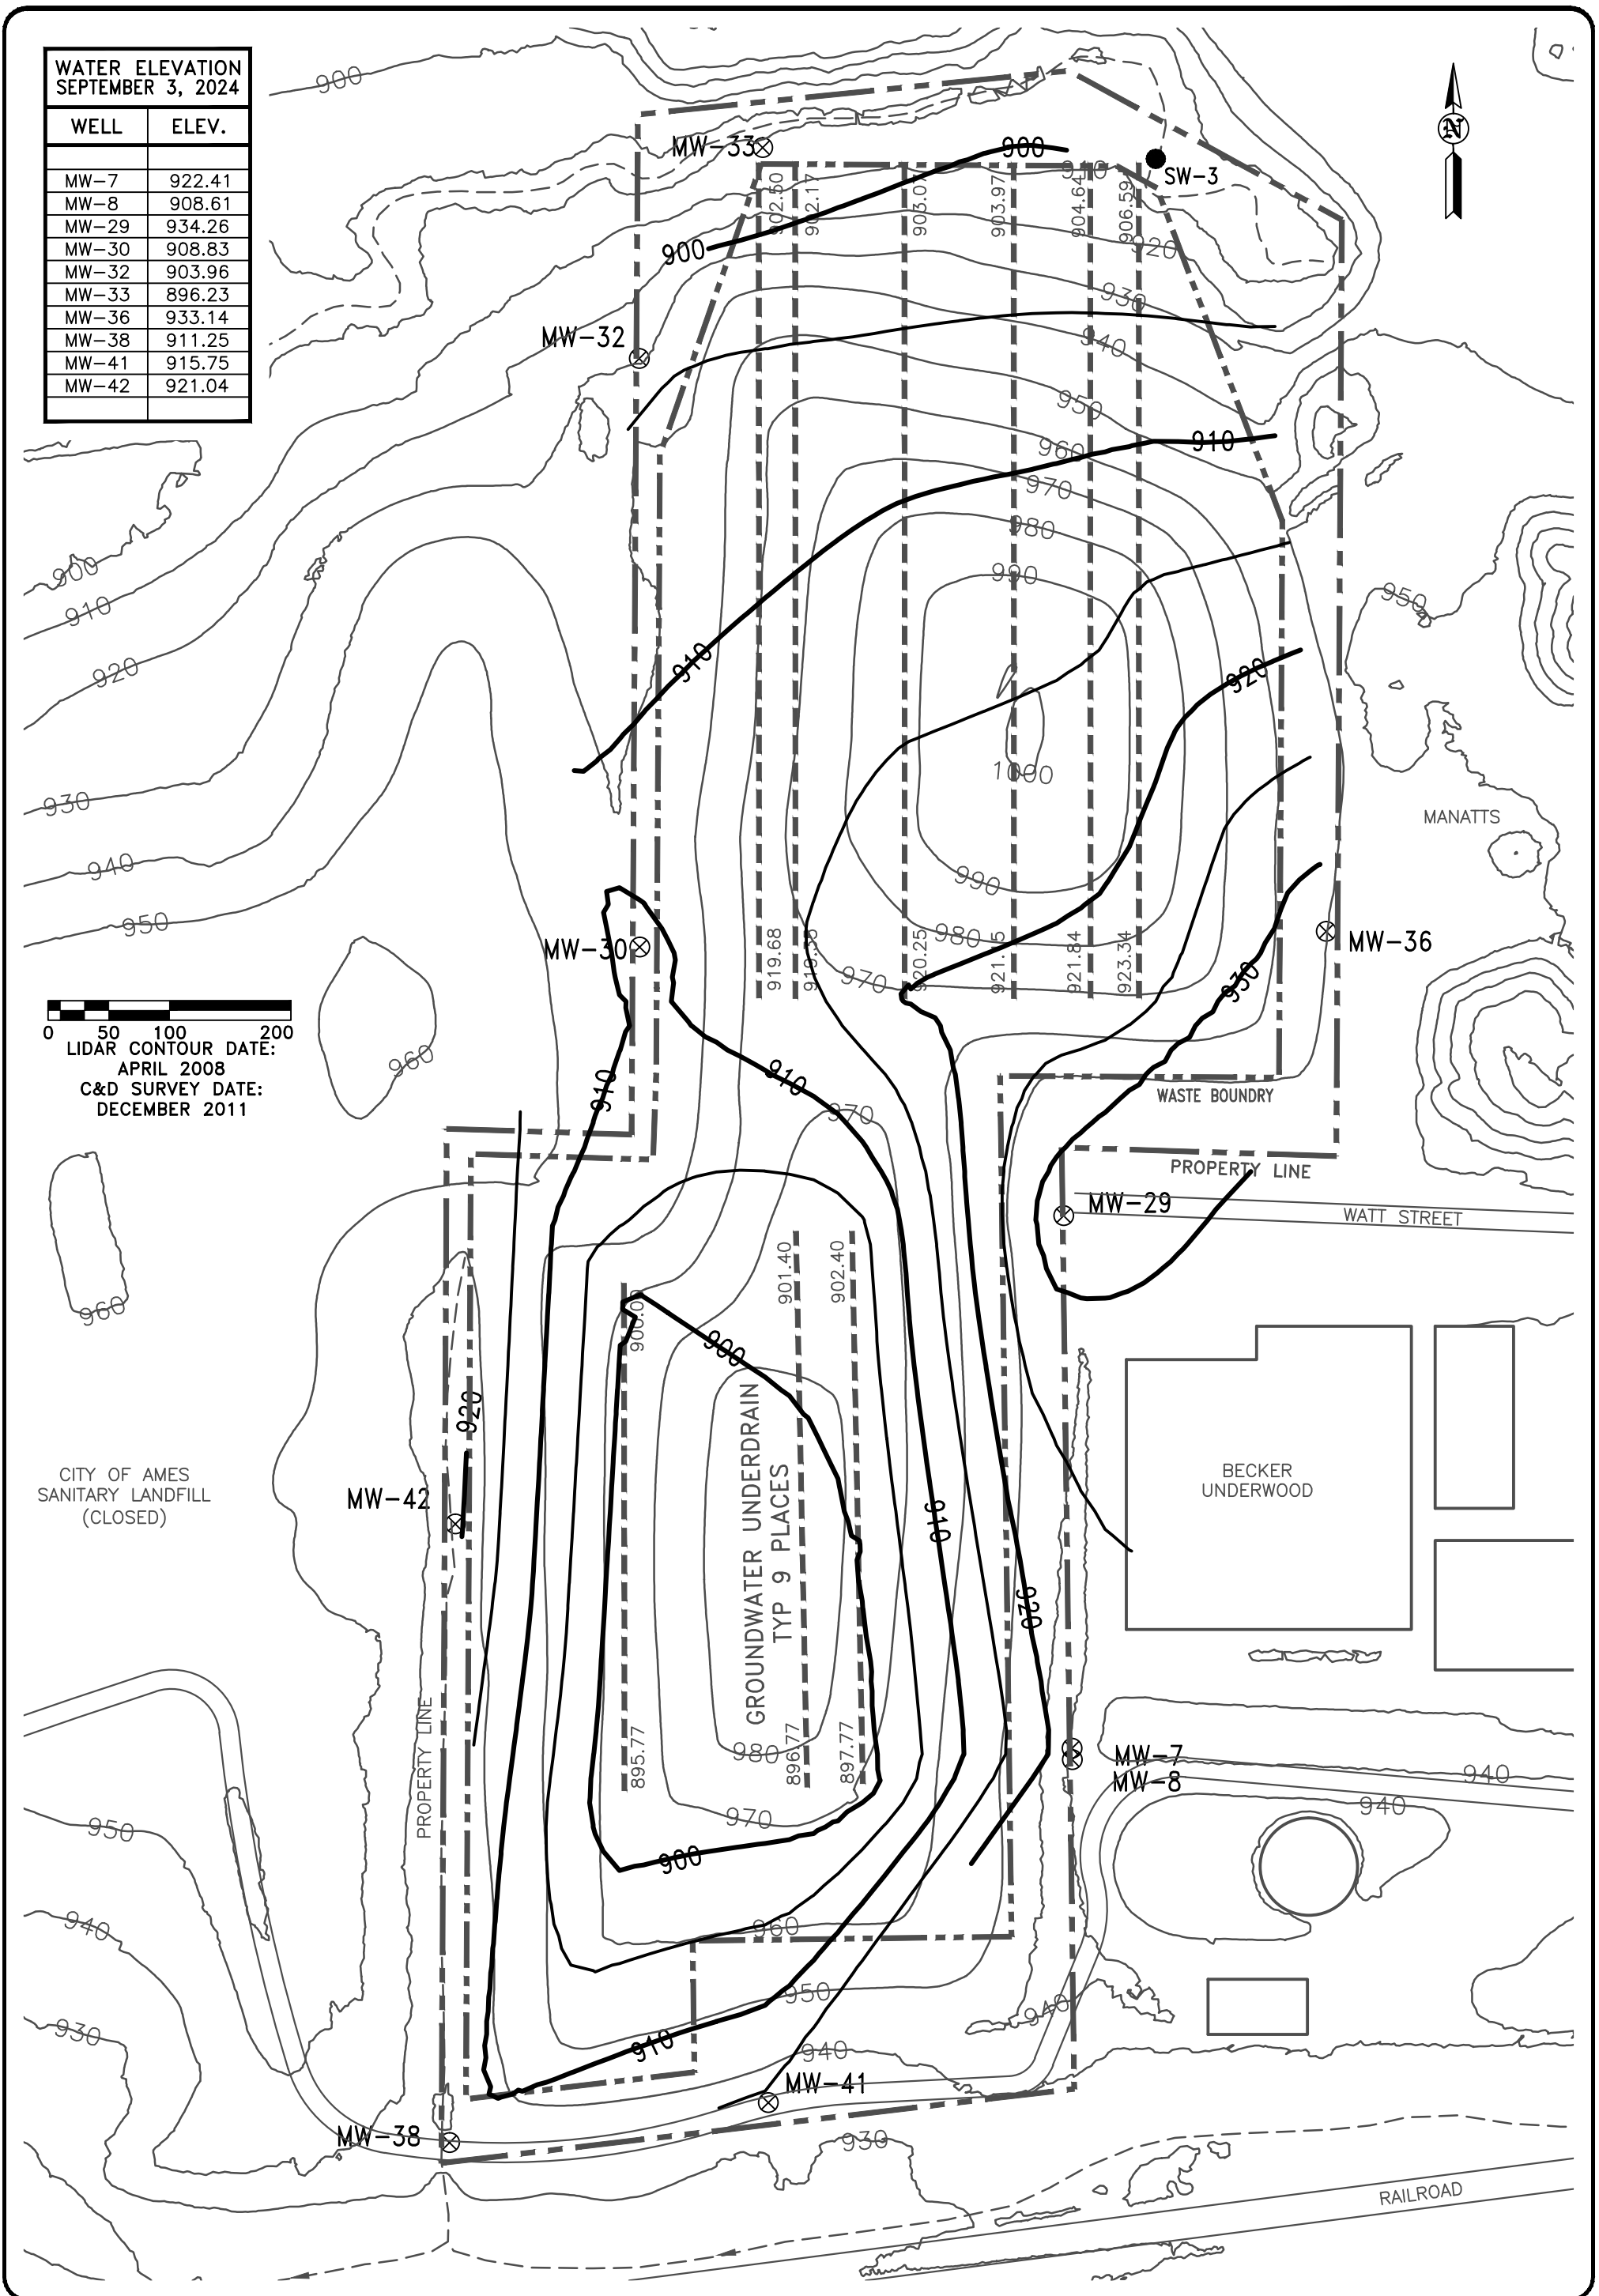 WATER ELEVATION
SEPTEMBER 3, 2024
WELL ELEV.
MW-7 922.41
MW-8 908.61
MW-29 934.26
MW-30 908.83
MW-32 903.96
MW-33 896.23
MW-36 933.14
MW-38 911.25
MW-41 915.75
MW-42 921.04
N
900
MW-33
900
910
SW-3
902.50
902.17
903.07
903.97
904.64
906.59
920
900
930
MW-32
940
950
910
960
970
980
900
990
950
910
910
920
920
1000
930
MANATTS
940
990
950
980
MW-30
MW-36
919.68
919.35
920.25
921.15
921.84
923.34
970
930
0 50 100 200
LIDAR CONTOUR DATE:
APRIL 2008
C&D SURVEY DATE:
DECEMBER 2011
960
910
910
970
WASTE BOUNDRY
PROPERTY LINE
MW-29
WATT STREET
960
901.40
902.40
900
920
GROUNDWATER UNDERDRAIN
TYP 9 PLACES
CITY OF AMES
SANITARY LANDFILL
(CLOSED)
MW-42
BECKER
UNDERWOOD
910
920
PROPERTY LINE
895.77
896.77
897.77
980
MW-7
MW-8
940
940
970
950
900
940
960
950
940
930
910
940
MW-41
MW-38
930
RAILROAD